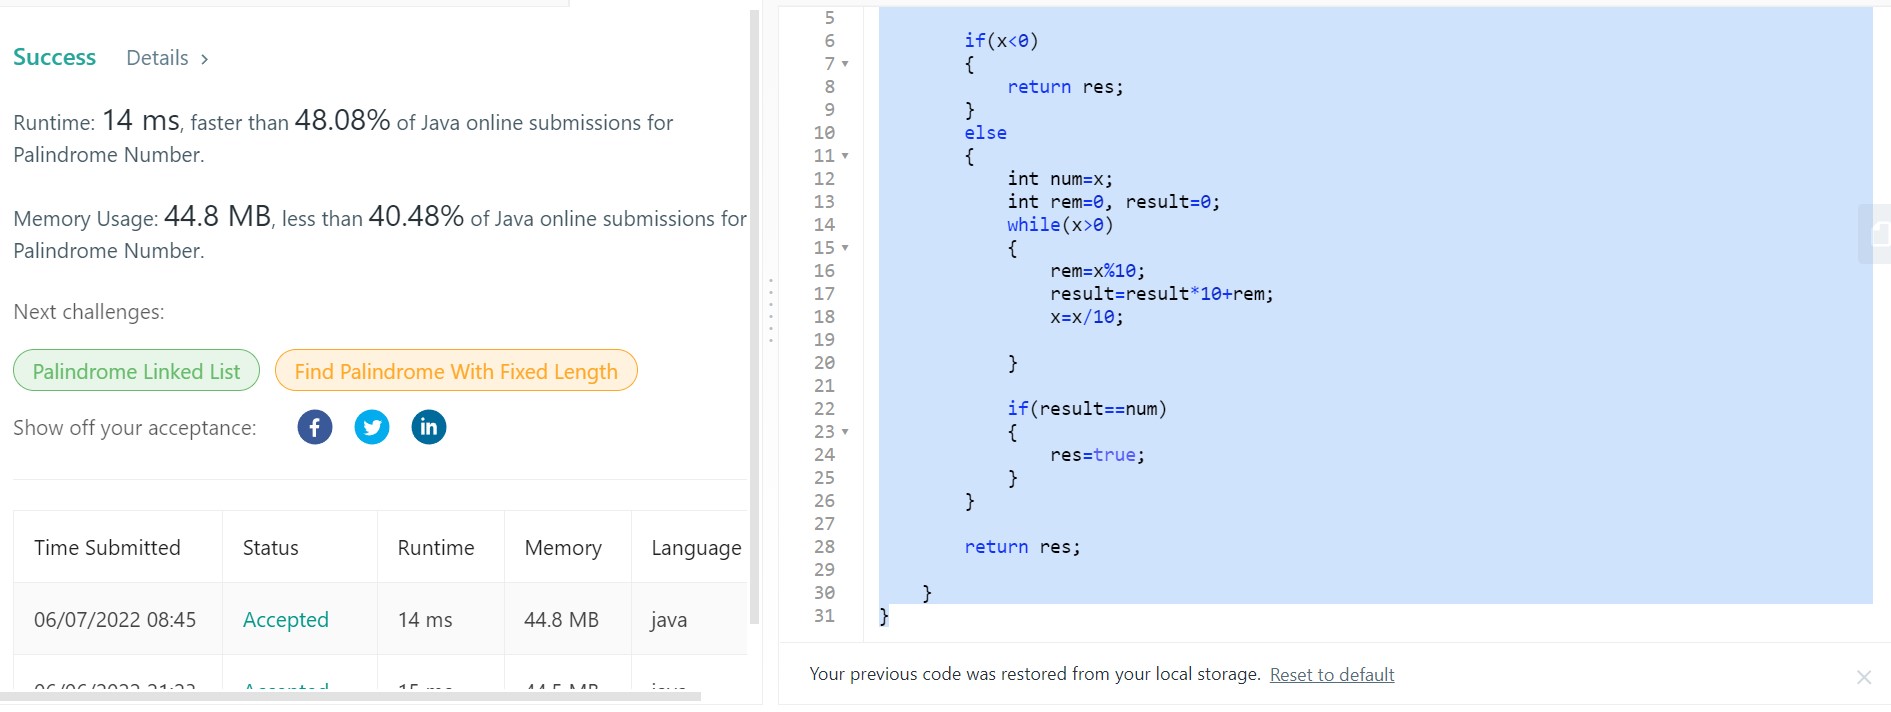 Success Details >
Runtime: 14 ms, faster than 48.08% of Java online submissions for
Palindrome Number.
Memory Usage: 44.8 MB, less than 40.48% of Java online submissions for
Palindrome Number.
Next challenges:
Palindrome Linked List Find Palindrome With Fixed Length
Show off your acceptance: f in
Time Submitted Status Runtime Memory Language
06/07/2022 08:45 Accepted 14 ms 44.8 MB java
5
6 if(x<0)
7 {
8 return res;
9 }
10 else
11 {
12 int num=x;
13 int rem=0, result=0;
14 while(x>0)
15 {
16 rem=x%10;
17 result=result*10+rem;
18 x=x/10;
19
20 }
21
22 if(result==num)
23 {
24 res=true;
25 }
26 }
27
28 return res;
29
30 }
31 }
Your previous code was restored from your local storage. Reset to default